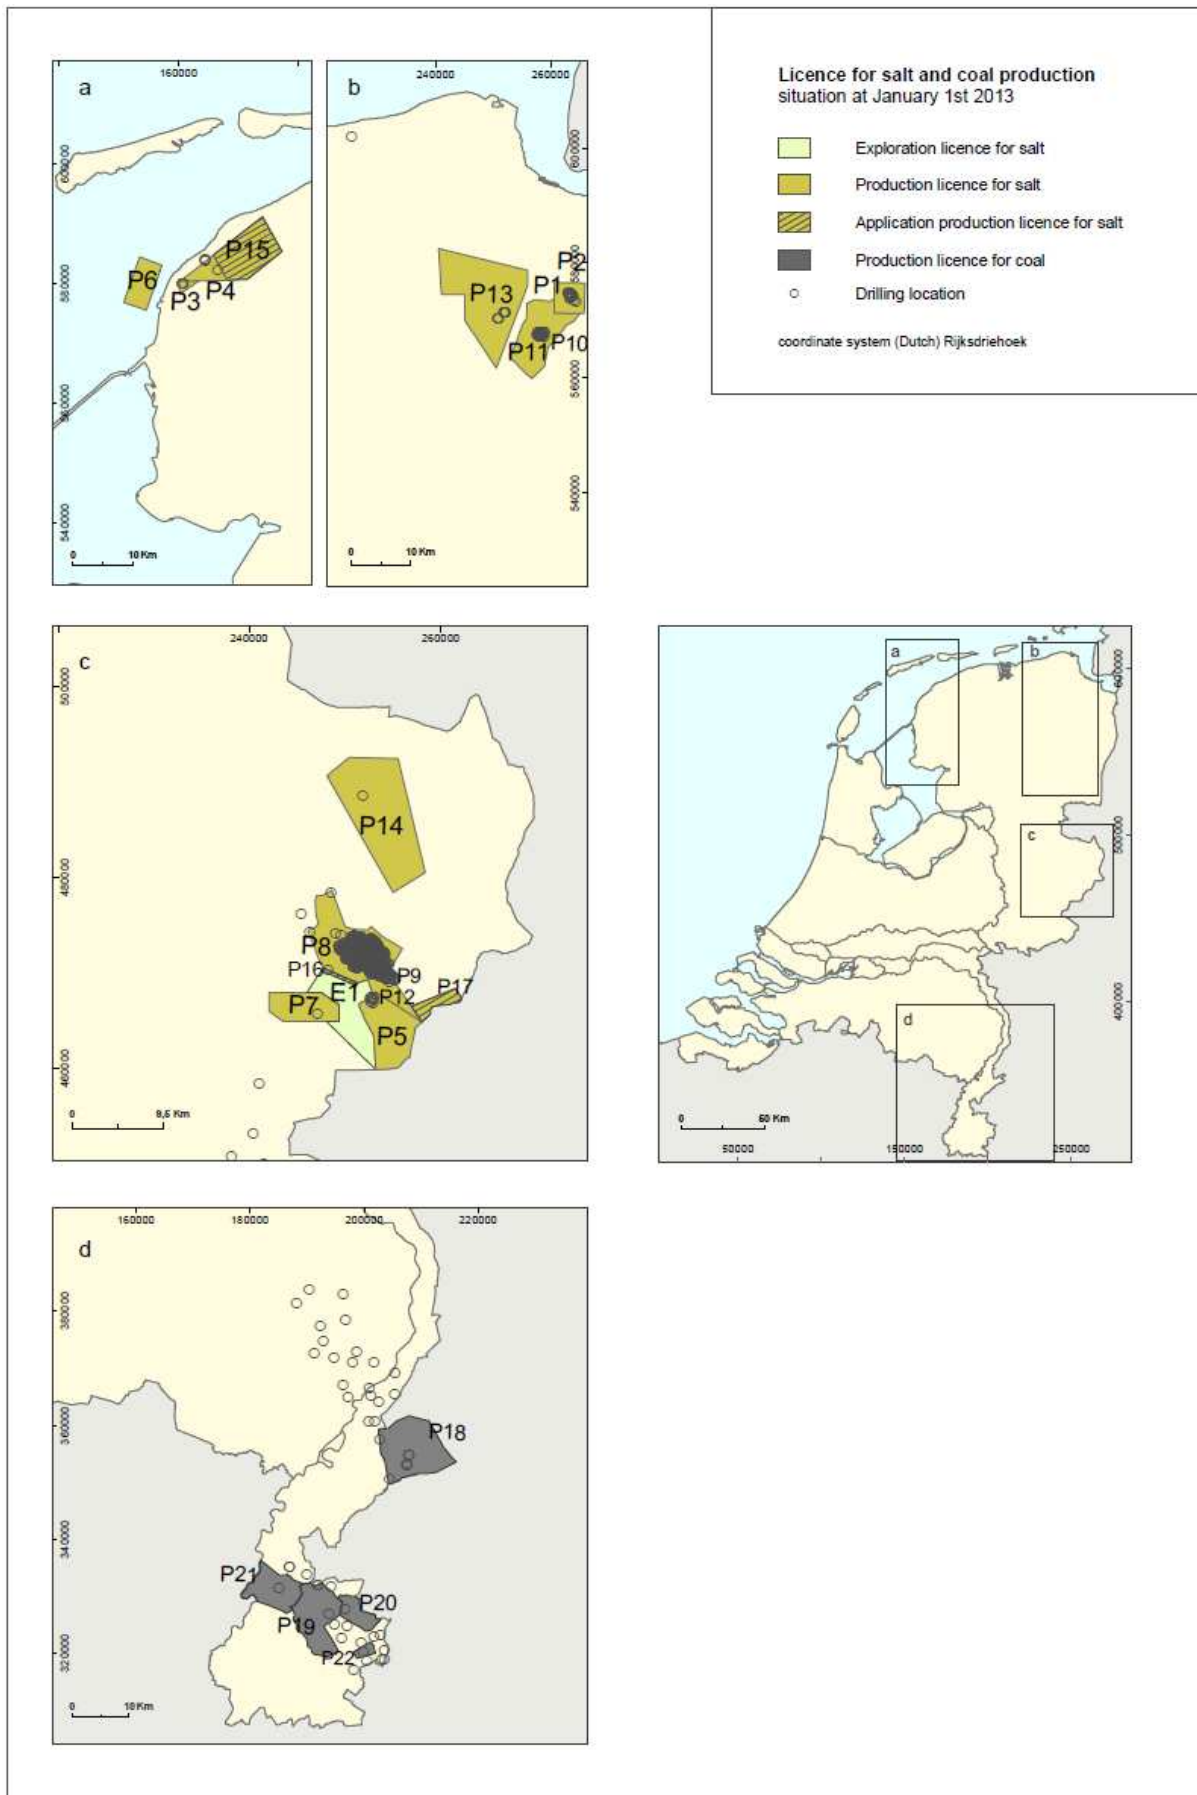 Licence for salt and coal production
situation at January 1st 2013
Exploration licence for salt
Production licence for salt
Application production licence for salt
Production licence for coal
Drilling location
coordinate system (Dutch) Rijksdriehoek
a
160000
600000
580000
560000
540000
P6
P15
P3
P4
0 10 Km
b
240000 260000
600000
580000
560000
540000
P2
P1
P13
P11
P10
0 10 Km
c
240000 260000
500000
480000
460000
P14
P8
P16
P9
E1
P12
P17
P7
P5
0 9,5 Km
a
b
c
d
600000
500000
400000
0 50 Km
50000 150000 250000
d
160000 180000 200000 220000
380000
360000
340000
320000
P18
P21
P20
P19
P22
0 10 Km